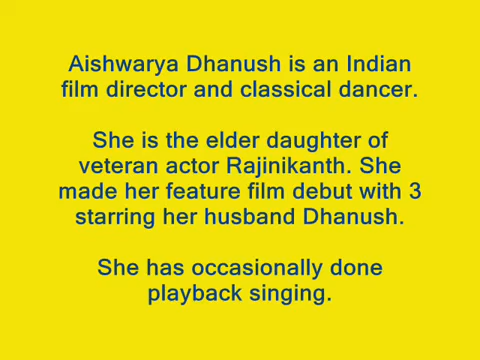 Aishwarya Dhanush is an Indian
film director and classical dancer.
She is the elder daughter of
veteran actor Rajinikanth. She
made her feature film debut with 3
starring her husband Dhanush.
She has occasionally done
playback singing.